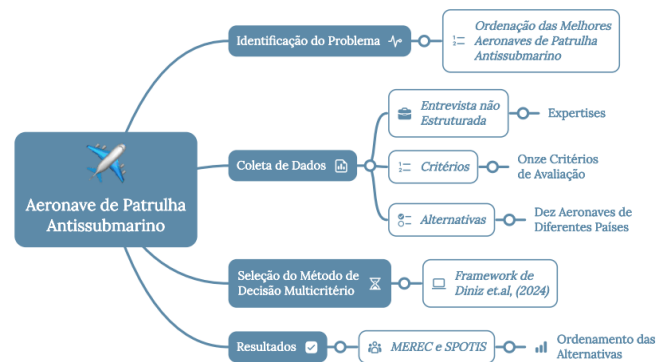 Aeronave de Patrulha
Antissubmarino
Identificação do Problema
Ordenação das Melhores
Aeronaves de Patrulha
Antissubmarino
Coleta de Dados
Entrevista não
Estruturada
Expertises
Critérios
Onze Critérios
de Avaliação
Alternativas
Dez Aeronaves de
Diferentes Países
Seleção do Método de
Decisão Multicritério
Framework de
Diniz et.al, (2024)
Resultados
MEREC e SPOTIS
Ordenamento das
Alternativas